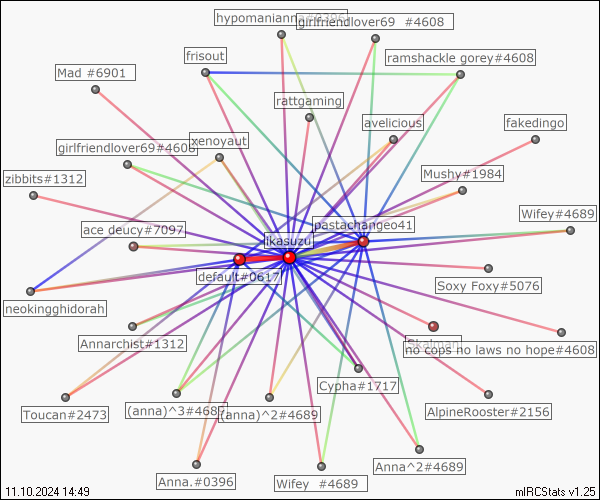 hypomanianna#0396
girlfriendlover69 #4608
frisout
ramshackle gorey#4608
Mad #6901
rattgaming
avelicious
fakedingo
girlfriendlover69#4608
xenoyaut
Mushy#1984
zibbits#1312
Wifey#4689
ace deucy#7097
pastachangeo41
Ikasuzu
default#0617
Soxy Foxy#5076
neokingghidorah
Annarchist#1312
Skalman
no cops no laws no hope#4608
Cypha#1717
Toucan#2473
(anna)^3#4687
(anna)^2#4689
AlpineRooster#2156
Anna.#0396
Wifey #4689
Anna^2#4689
11.10.2024 14:49
mIRCStats v1.25